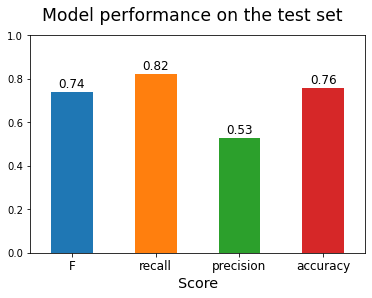 Model performance on the test set
1.0
0.8
0.6
0.4
0.2
0.0
0.74
0.82
0.53
0.76
F
recall
precision
accuracy
Score